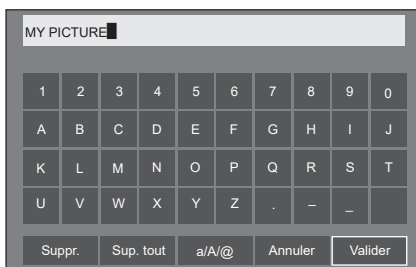 MY PICTURE
1 2 3 4 5 6 7 8 9 0
A B C D E F G H I J
K L M N O P Q R S T
U V W X Y Z . – _
Suppr. Sup. tout a/A/@ Annuler Valider